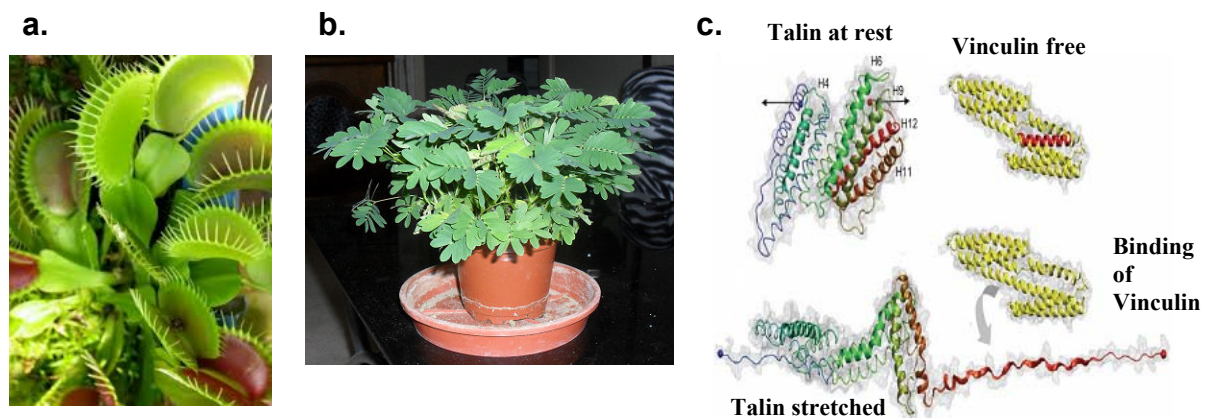 a.
b.
c.
Talin at rest
Vinculin free
H6
H4
H9
H12
H11
Binding
of
Vinculin
Talin stretched